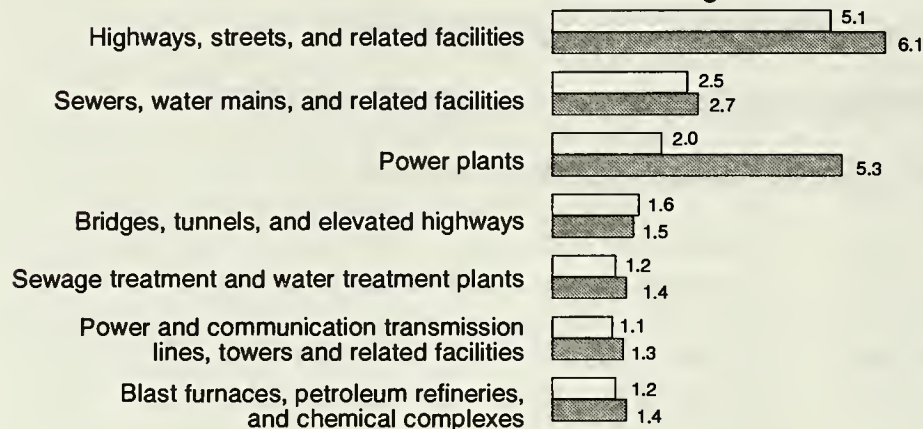 Highways, streets, and related facilities
5.1
6.1
Sewers, water mains, and related facilities
2.5
2.7
Power plants
2.0
5.3
Bridges, tunnels, and elevated highways
1.6
1.5
Sewage treatment and water treatment plants
1.2
1.4
Power and communication transmission
lines, towers and related facilities
1.1
1.3
Blast furnaces, petroleum refineries,
and chemical complexes
1.2
1.4